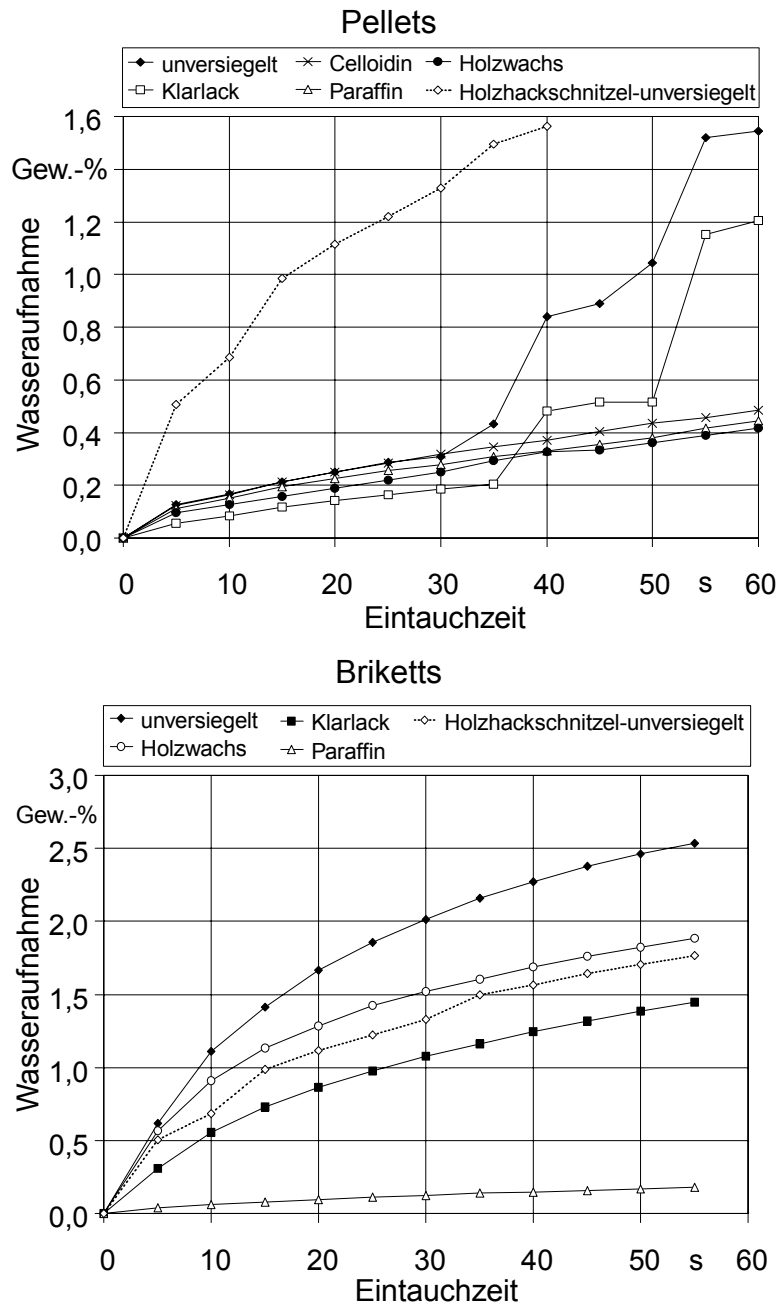 Pellets
unversiegelt Celloidin Holzwachs
Klarlack Paraffin Holzhackschnitzel-unversiegelt
1,6
Gew.-%
1,2
1,0
0,8
0,6
0,4
0,2
0,0
Wasseraufnahme
0 10 20 30 40 50 s 60
Eintauchzeit
Briketts
unversiegelt Klarlack Holzhackschnitzel-unversiegelt
Holzwachs Paraffin
3,0
Gew.-%
2,5
2,0
1,5
1,0
0,5
0,0
Wasseraufnahme
0 10 20 30 40 50 s 60
Eintauchzeit